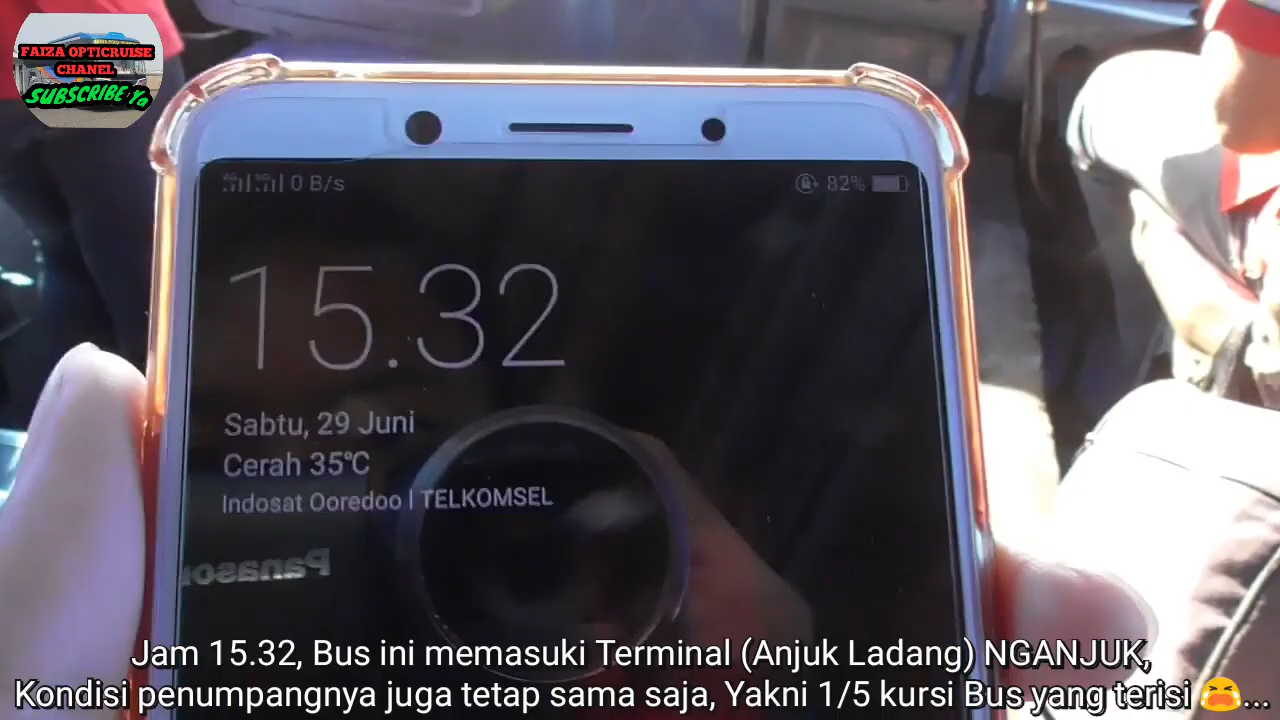 FAIZA OPTICRUISE
CHANEL
SUBSCRIBE Ya
0 B/s
82%
15.32
Sabtu, 29 Juni
Cerah 35°C
Indosat Ooredoo | TELKOMSEL
Panaso
Jam 15.32, Bus ini memasuki Terminal (Anjuk Ladang) NGANJUK,
Kondisi penumpangnya juga tetap sama saja, Yakni 1/5 kursi Bus yang terisi 😭...